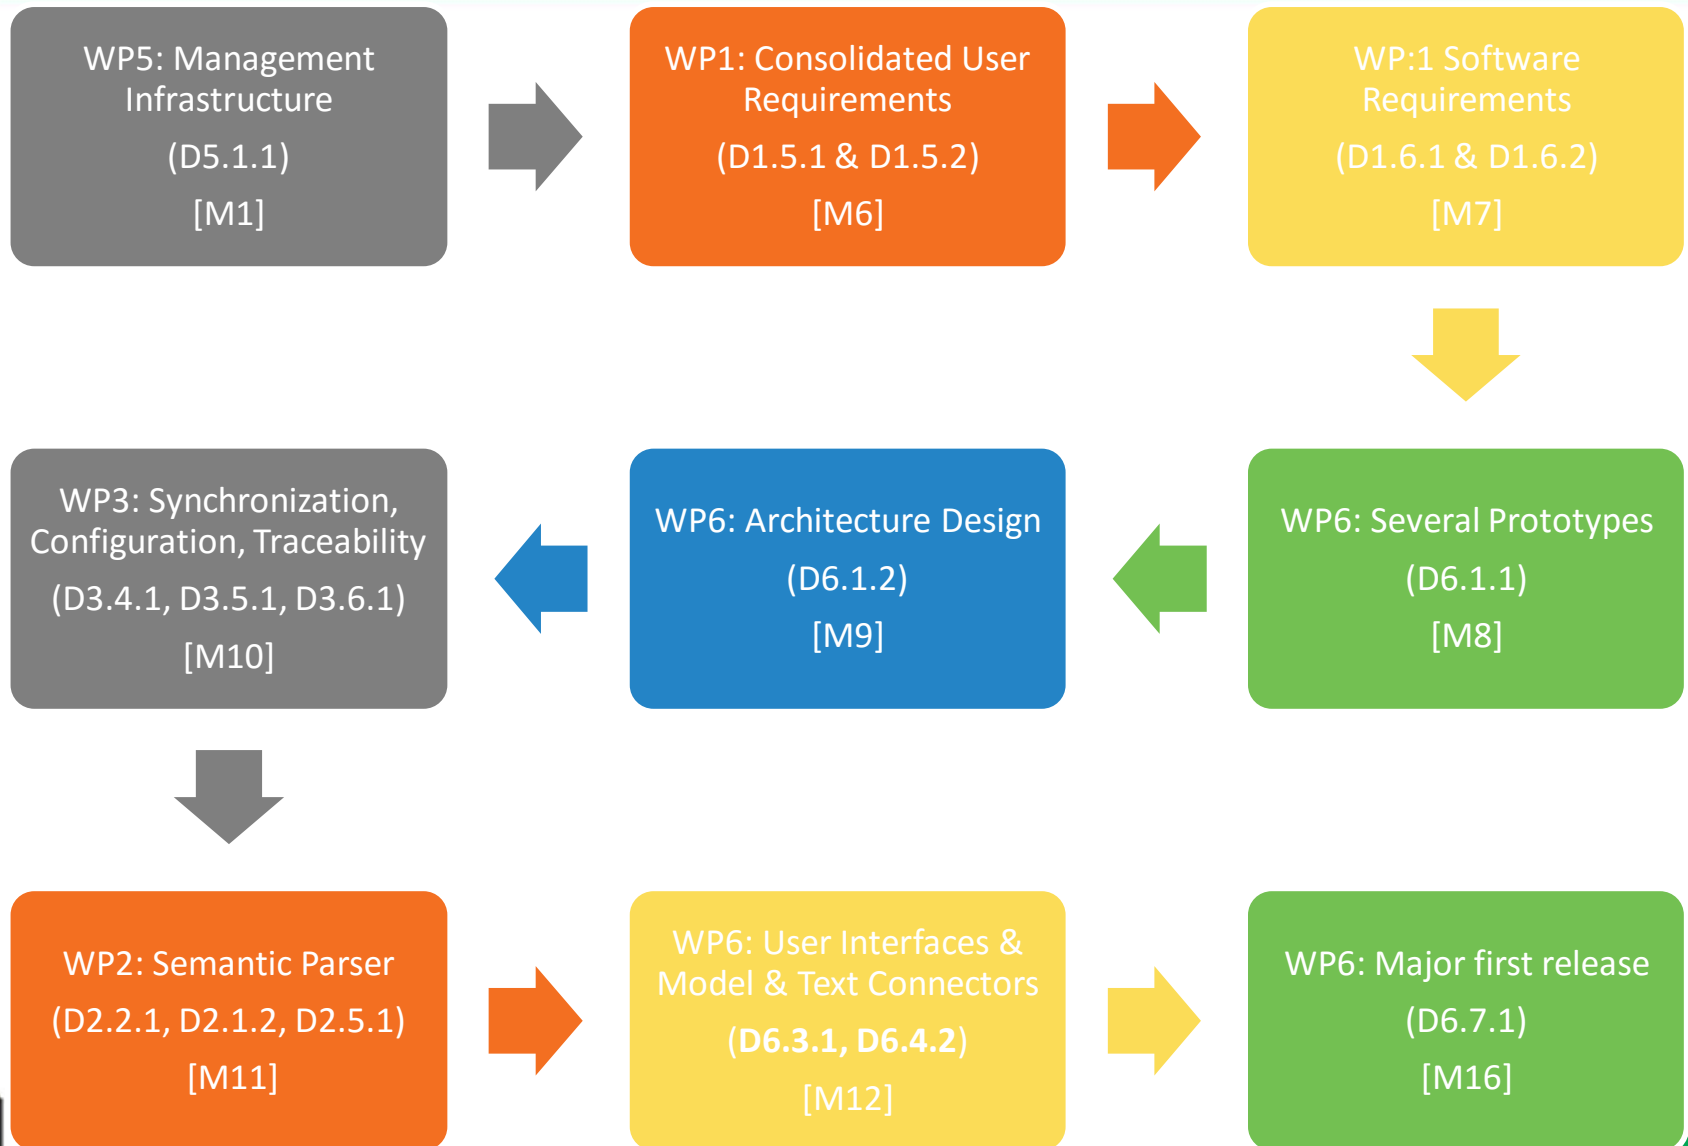 WP5: Management
Infrastructure
(D5.1.1)
[M1]
WP1: Consolidated User
Requirements
(D1.5.1 & D1.5.2)
[M6]
WP:1 Software
Requirements
(D1.6.1 & D1.6.2)
[M7]
WP6: Several Prototypes
(D6.1.1)
[M8]
WP6: Architecture Design
(D6.1.2)
[M9]
WP3: Synchronization,
Configuration, Traceability
(D3.4.1, D3.5.1, D3.6.1)
[M10]
WP2: Semantic Parser
(D2.2.1, D2.1.2, D2.5.1)
[M11]
WP6: User Interfaces &
Model & Text Connectors
(D6.3.1, D6.4.2)
[M12]
WP6: Major first release
(D6.7.1)
[M16]